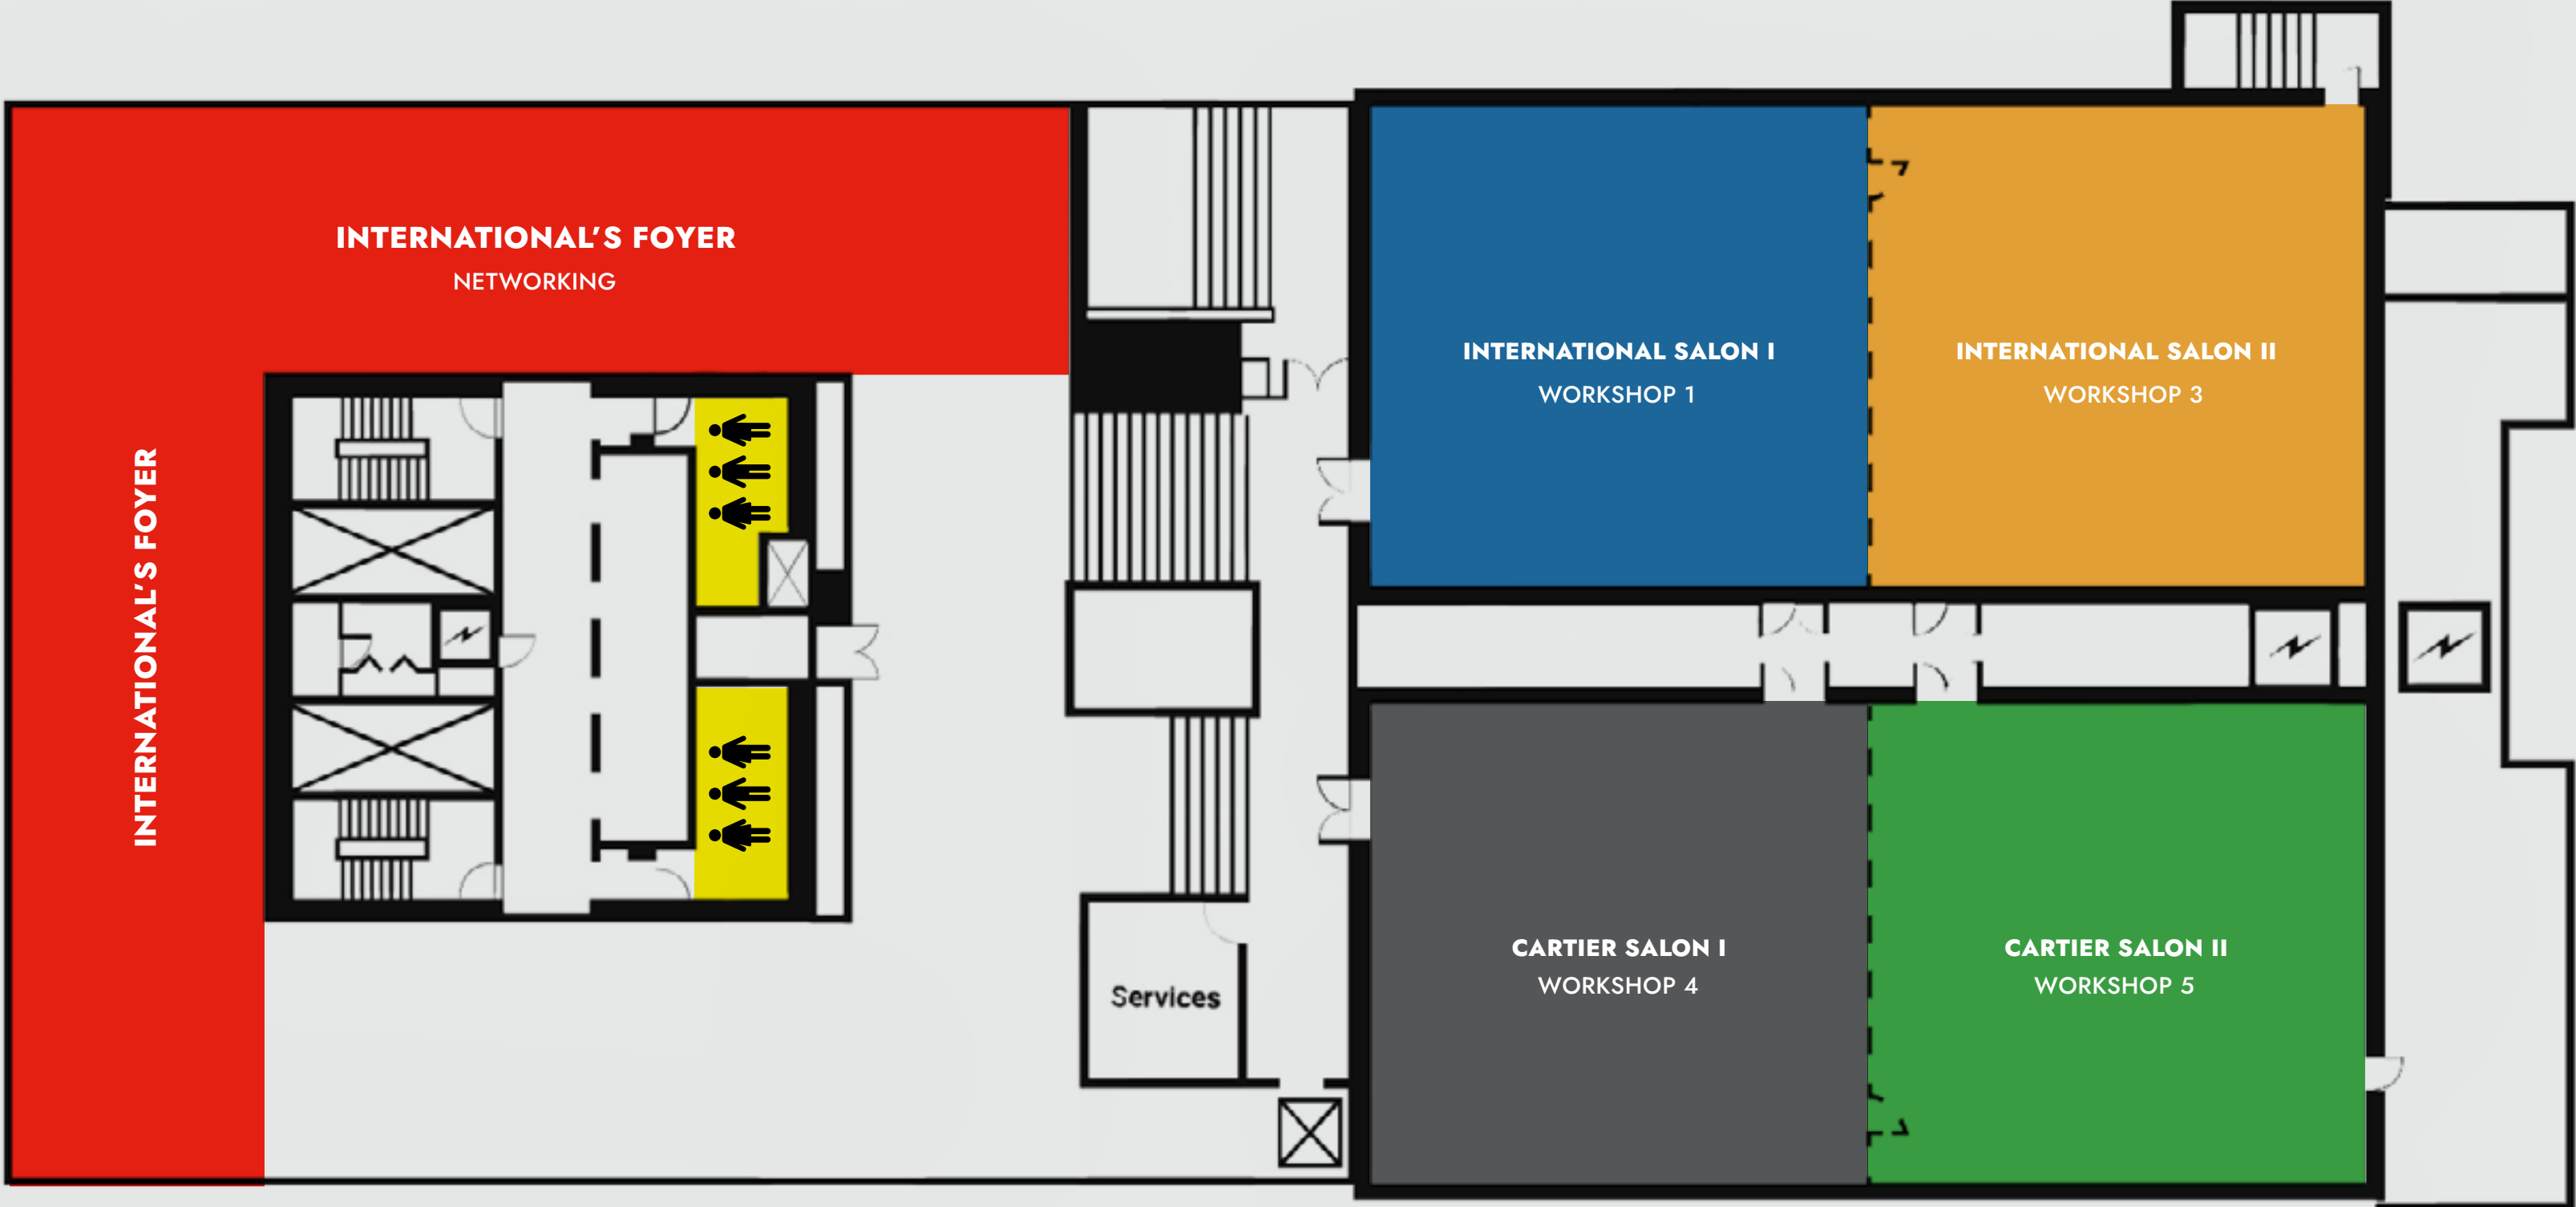 INTERNATIONAL'S FOYER
NETWORKING
INTERNATIONAL'S FOYER
INTERNATIONAL SALON I
WORKSHOP 1
INTERNATIONAL SALON II
WORKSHOP 3
CARTIER SALON I
WORKSHOP 4
CARTIER SALON II
WORKSHOP 5
Services